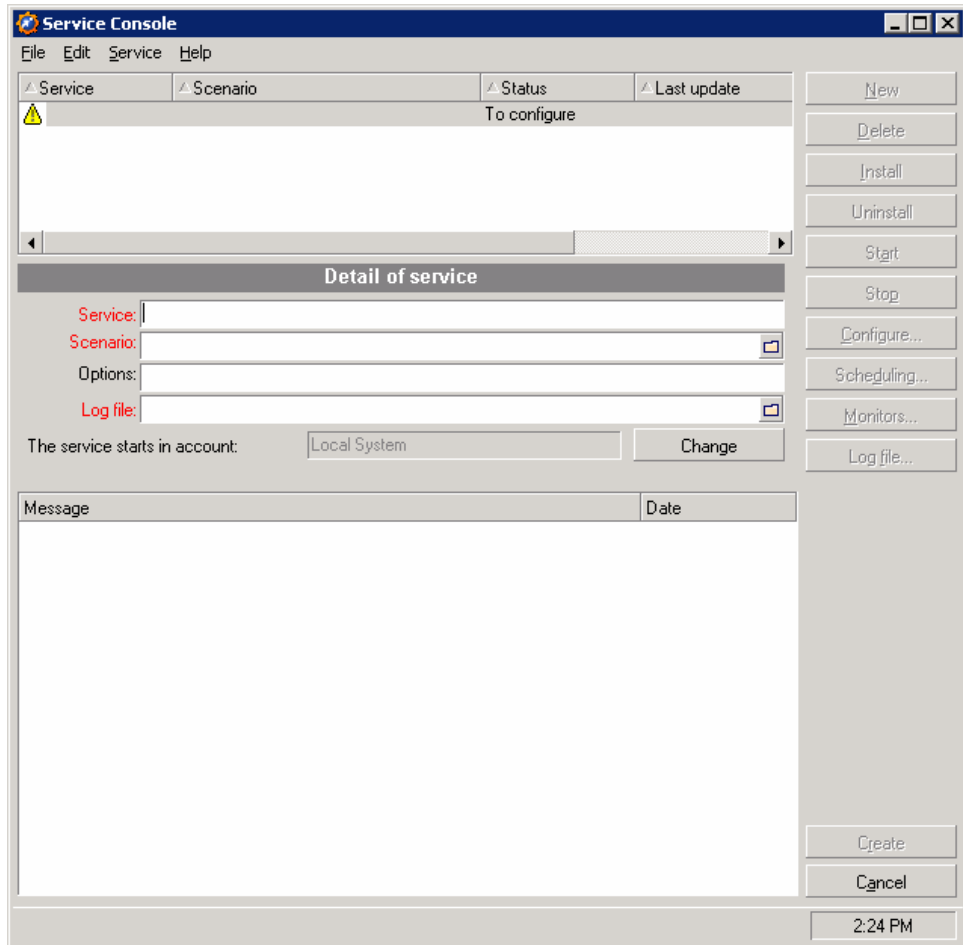 Service Console
File Edit Service Help
Service Scenario Status Last update
To configure
New
Delete
Install
Uninstall
Start
Stop
Configure...
Scheduling...
Monitors...
Log file...
Detail of service
Service:
Scenario:
Options:
Log file:
The service starts in account: Local System Change
Message Date
Create
Cancel
2:24 PM